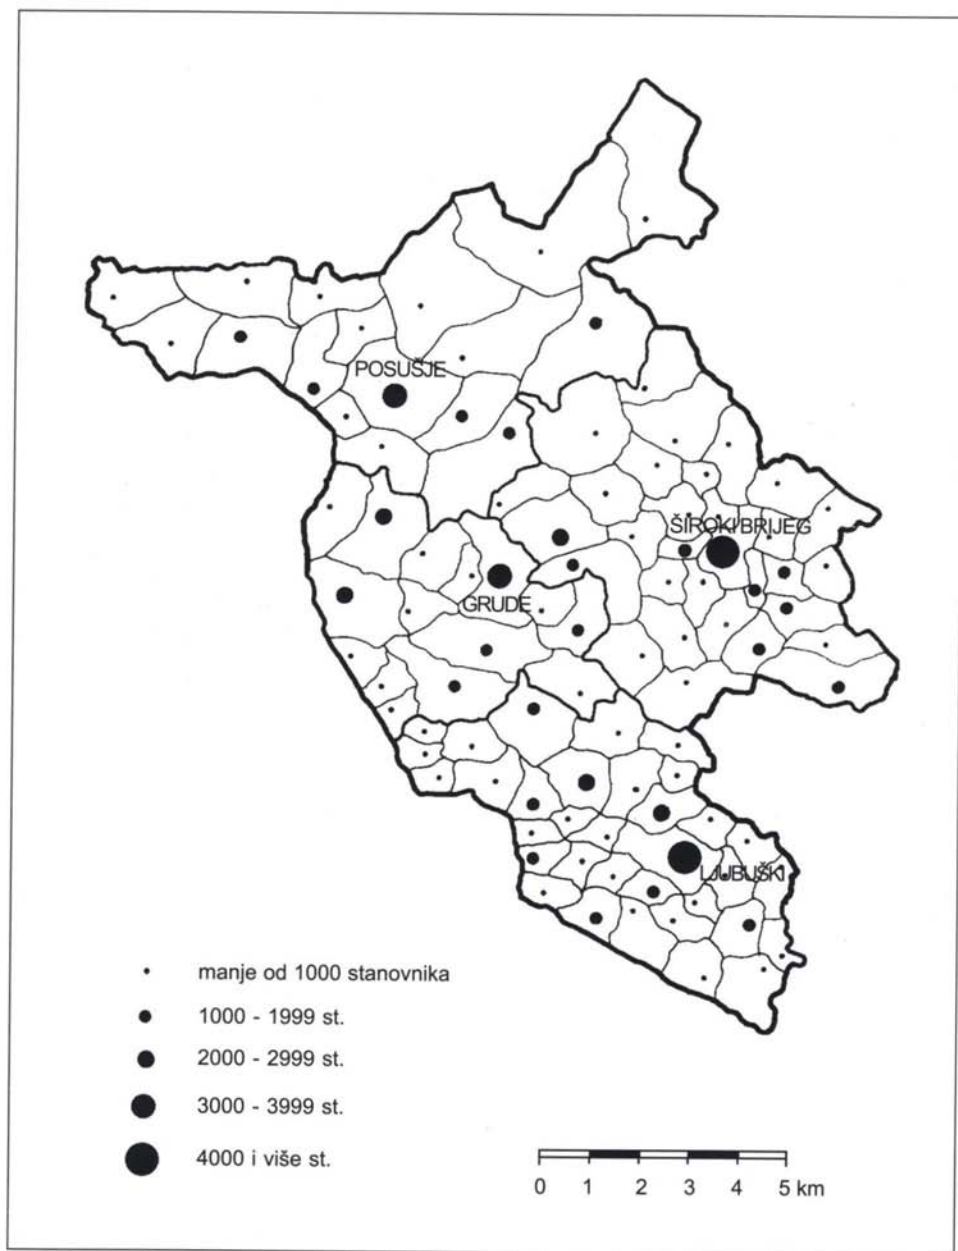 POSUŠJE
ŠIROKI BRIJEG
GRUDE
LJUBUŠKI
manje od 1000 stanovnika
1000 - 1999 st.
2000 - 2999 st.
3000 - 3999 st.
4000 i više st.
0 1 2 3 4 5 km